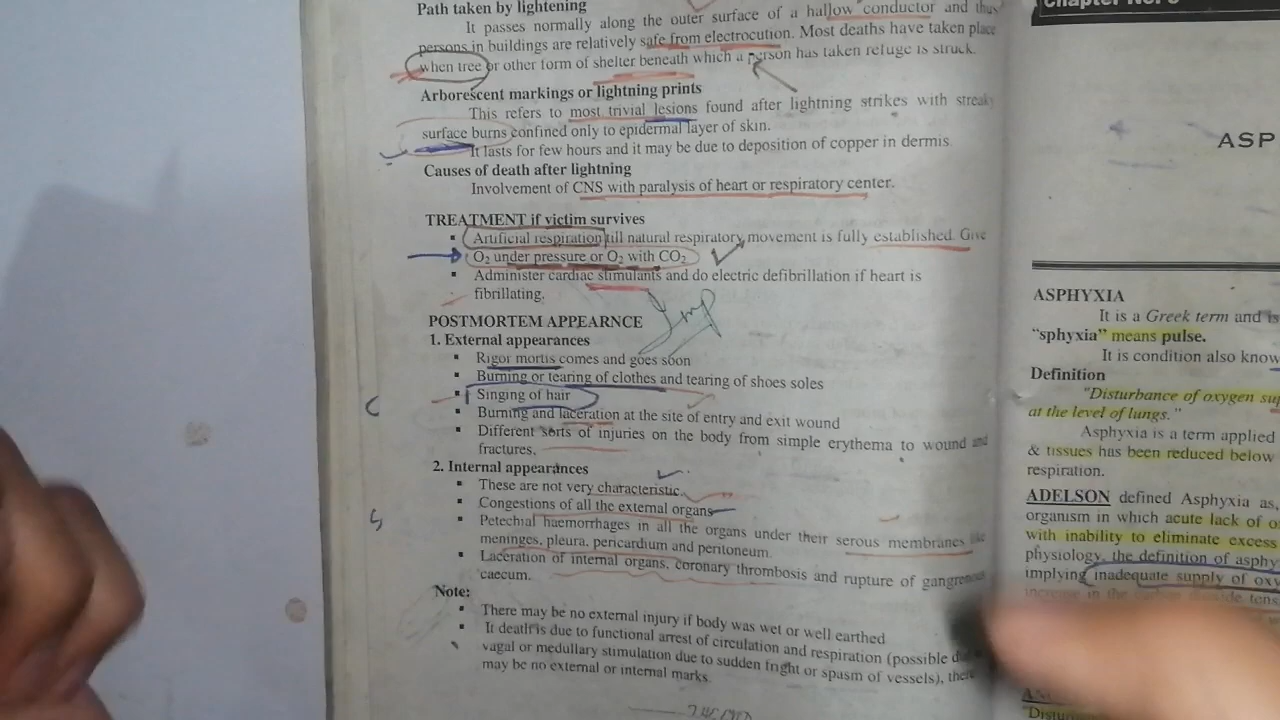 Path taken by lightening
It passes normally along the outer surface of a hallow conductor and thus
persons in buildings are relatively safe from electrocution. Most deaths have taken place
when tree or other form of shelter beneath which a person has taken refuge is struck.
Arborescent markings or lightning prints
This refers to most trivial lesions found after lightning strikes with streaky
surface burns confined only to epidermal layer of skin.
It lasts for few hours and it may be due to deposition of copper in dermis.
Causes of death after lightning
Involvement of CNS with paralysis of heart or respiratory center.
TREATMENT if victim survives
▪ Artificial respiration till natural respiratory movement is fully established. Give
O₂ under pressure or O₂ with CO₂
▪ Administer cardiac stimulants and do electric defibrillation if heart is
fibrillating.
Imp
POSTMORTEM APPEARNCE
1. External appearances
▪ Rigor mortis comes and goes soon
▪ Burning or tearing of clothes and tearing of shoes soles
▪ Singing of hair
▪ Burning and laceration at the site of entry and exit wound
▪ Different sorts of injuries on the body from simple erythema to wound and
fractures.
2. Internal appearances
▪ These are not very characteristic.
▪ Congestions of all the external organs
▪ Petechial haemorrhages in all the organs under their serous membranes like
meninges, pleura, pericardium and peritoneum.
▪ Laceration of internal organs, coronary thrombosis and rupture of gangrenous
caecum.
Note:
▪ There may be no external injury if body was wet or well earthed
▪ It death is due to functional arrest of circulation and respiration (possible
vagal or medullary stimulation due to sudden fright or spasm of vessels), there
may be no external or internal marks.
Chapter No.
ASP
ASPHYXIA
It is a Greek term and is
"sphyxia" means pulse.
It is condition also know
Definition
"Disturbance of oxygen sup
at the level of lungs."
Asphyxia is a term applied
& tissues has been reduced below
respiration.
ADELSON defined Asphyxia as,
organism in which acute lack of o
with inability to eliminate excess
physiology, the definition of asphy
implying inadequate supply of oxy
increase in the carbon dioxide tens
"Distur